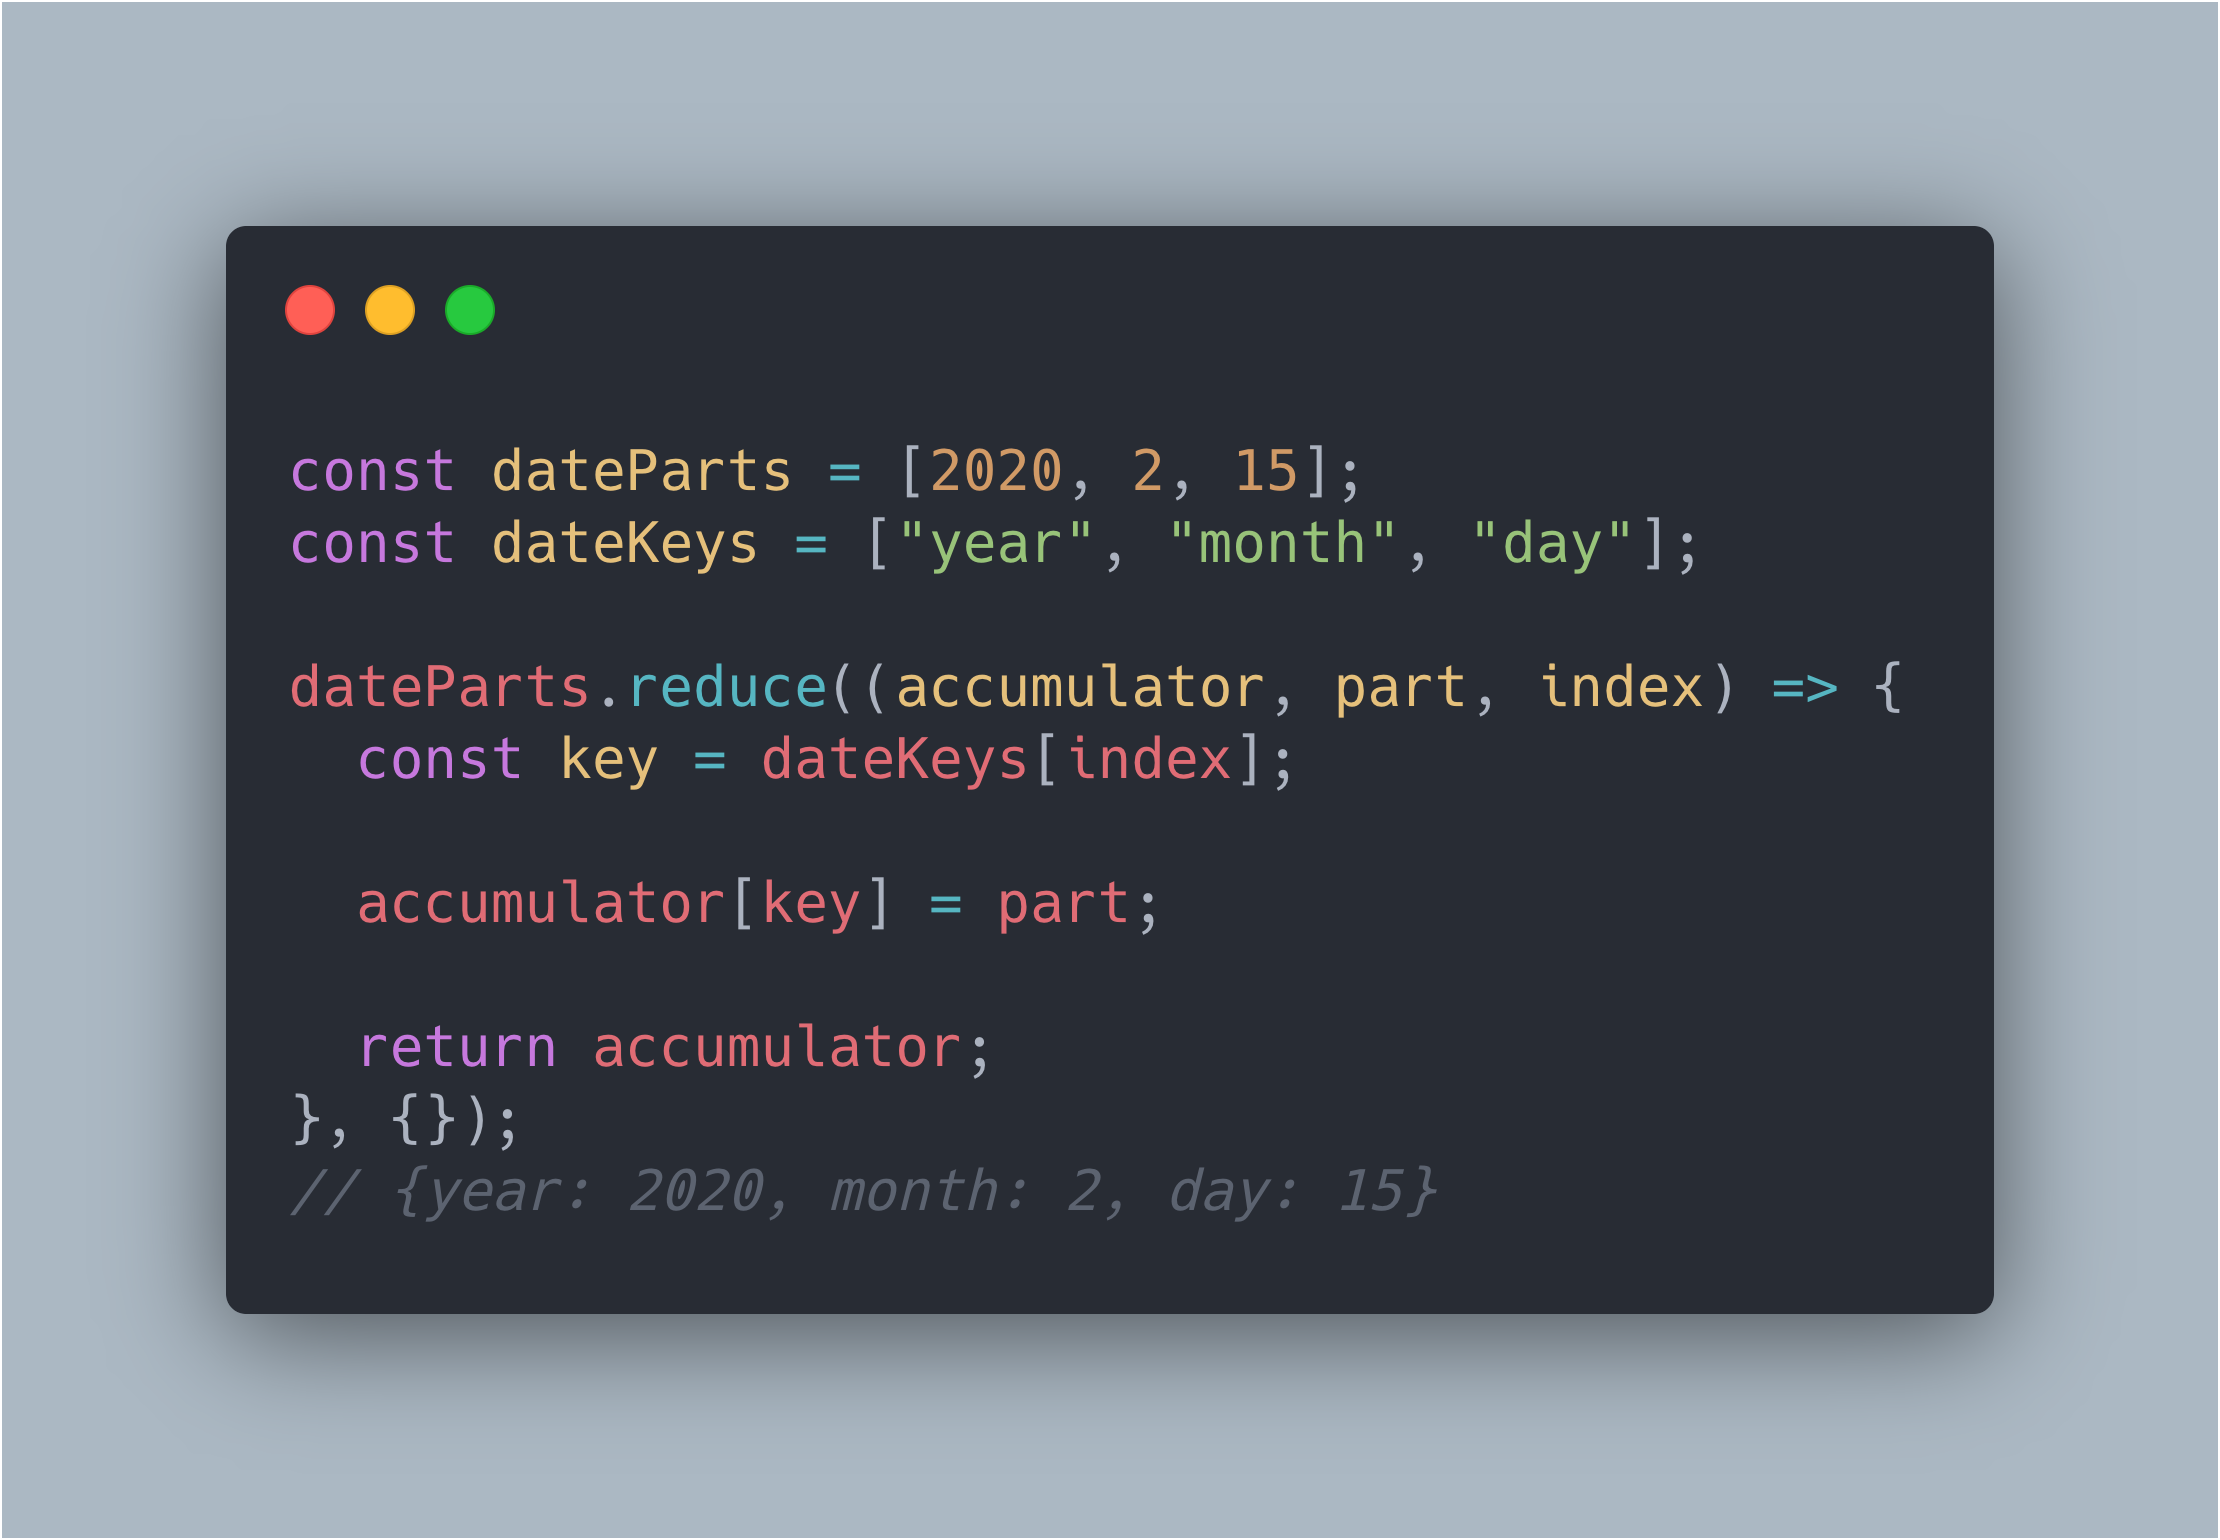 const dateParts = [2020, 2, 15];
const dateKeys = ["year", "month", "day"];
dateParts.reduce((accumulator, part, index) => {
  const key = dateKeys[index];
  accumulator[key] = part;
  return accumulator;
}, {});
// {year: 2020, month: 2, day: 15}